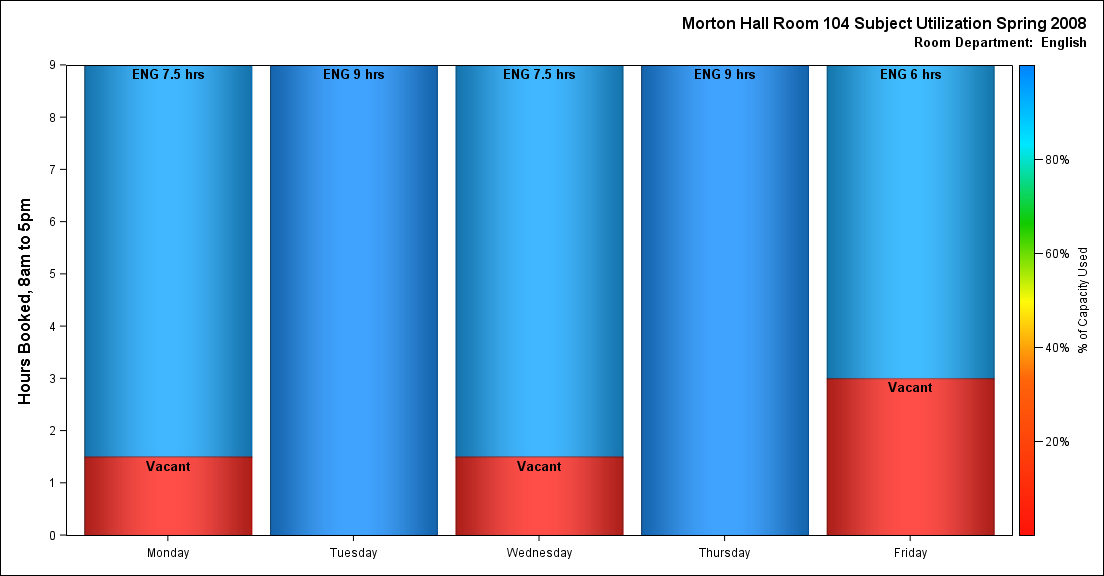 Morton Hall Room 104 Subject Utilization Spring 2008
Room Department:  English
Hours Booked, 8am to 5pm
9
8
7
6
5
4
3
2
1
0
ENG 7.5 hrs
ENG 9 hrs
ENG 7.5 hrs
ENG 9 hrs
ENG 6 hrs
Vacant
Vacant
Vacant
Monday
Tuesday
Wednesday
Thursday
Friday
80%
60%
40%
20%
% of Capacity Used